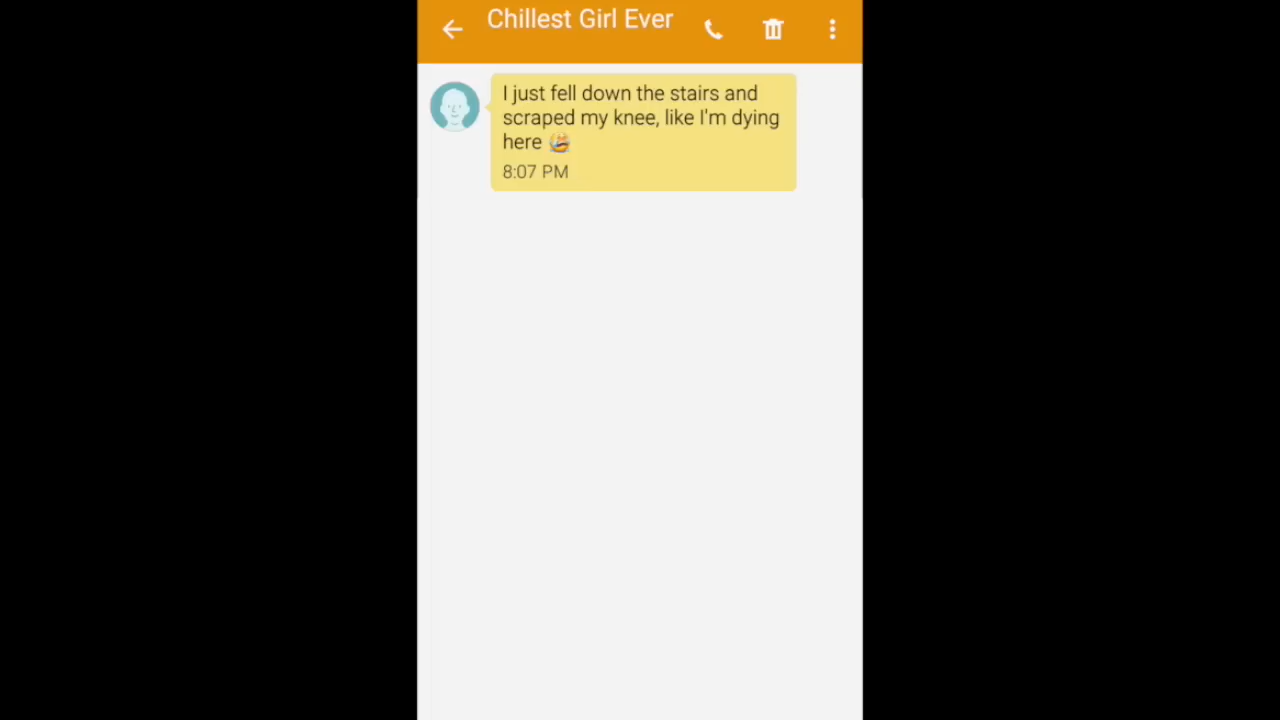 Chillest Girl Ever
I just fell down the stairs and
scraped my knee, like I'm dying
here 🤣
8:07 PM